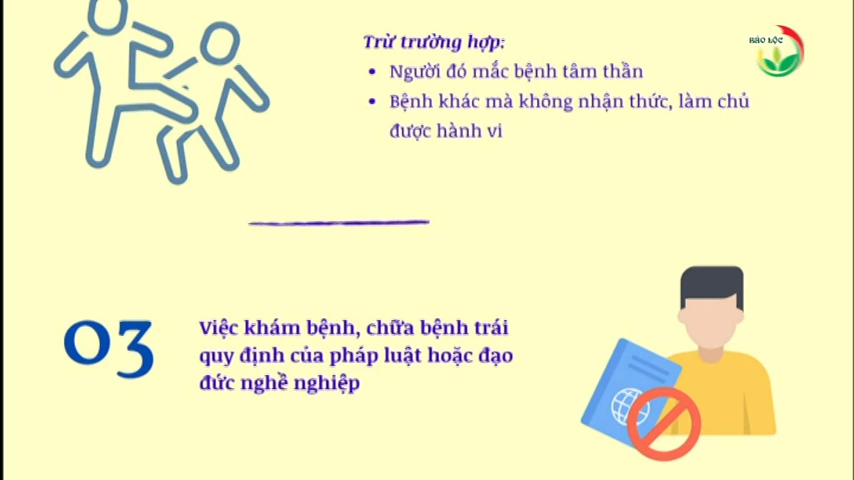 Trừ trường hợp:
BẢO LỘC
• Người đó mắc bệnh tâm thần
• Bệnh khác mà không nhận thức, làm chủ
được hành vi
03
Việc khám bệnh, chữa bệnh trái
quy định của pháp luật hoặc đạo
đức nghề nghiệp